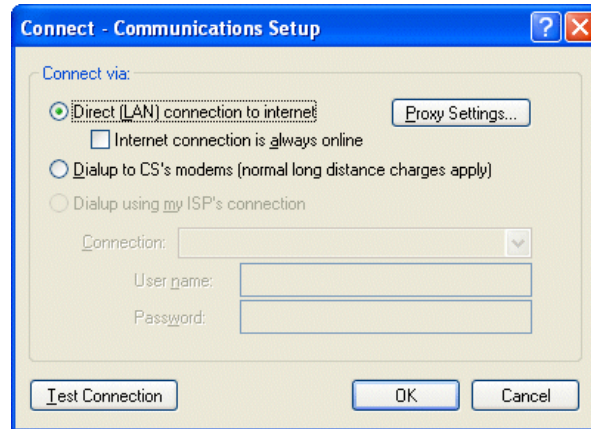 Connect - Communications Setup
Connect via:
Direct (LAN) connection to internet
Proxy Settings...
Internet connection is always online
Dialup to CS's modems (normal long distance charges apply)
Dialup using my ISP's connection
Connection:
User name:
Password:
Test Connection
OK
Cancel